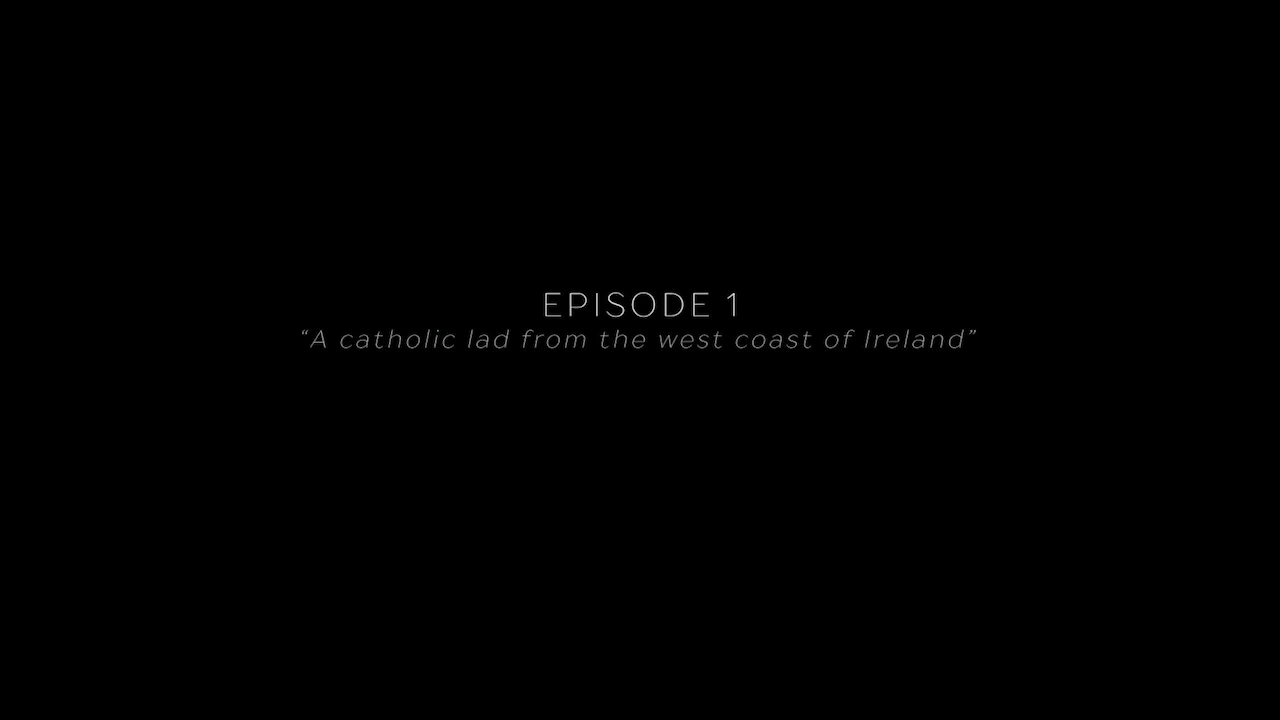 EPISODE 1
“A catholic lad from the west coast of Ireland”